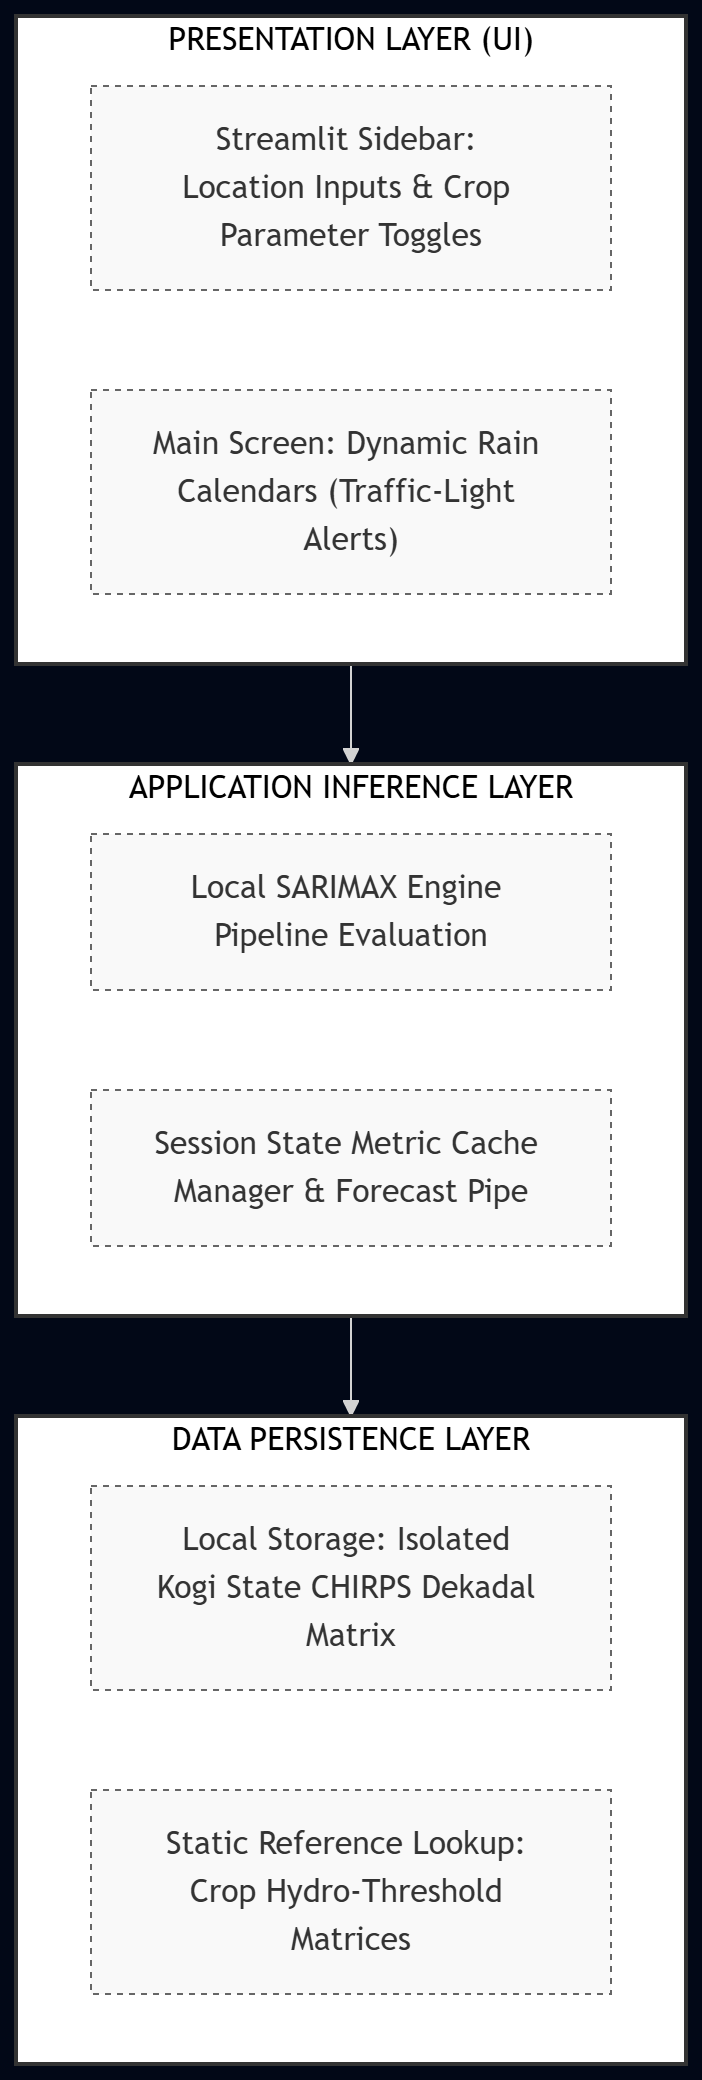 PRESENTATION LAYER (UI)
Streamlit Sidebar:
Location Inputs & Crop
Parameter Toggles
Main Screen: Dynamic Rain
Calendars (Traffic-Light
Alerts)
APPLICATION INFERENCE LAYER
Local SARIMAX Engine
Pipeline Evaluation
Session State Metric Cache
Manager & Forecast Pipe
DATA PERSISTENCE LAYER
Local Storage: Isolated
Kogi State CHIRPS Dekadal
Matrix
Static Reference Lookup:
Crop Hydro-Threshold
Matrices